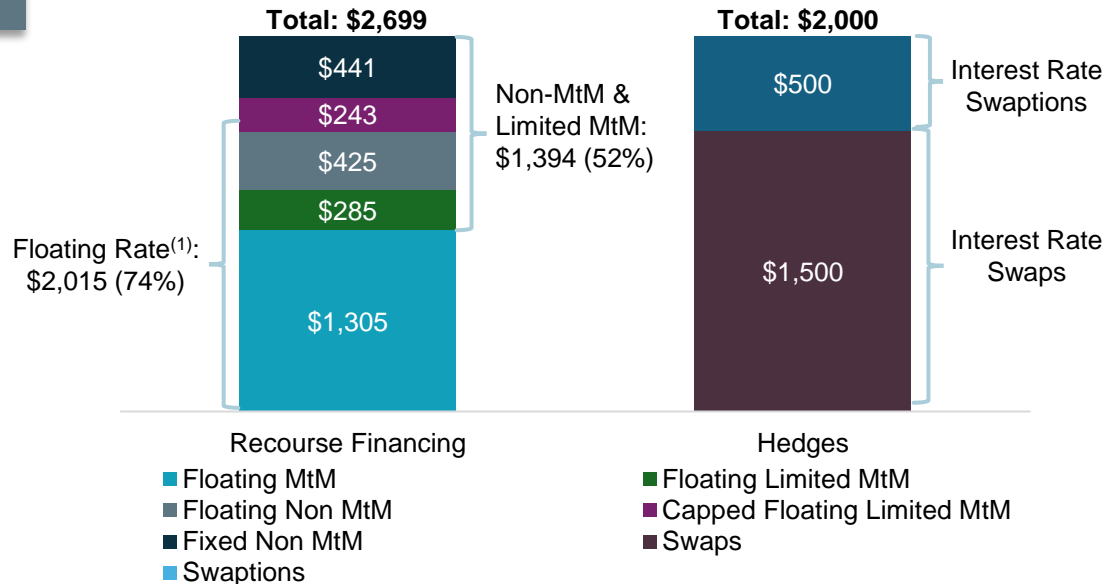 Total: $2,699
Total: $2,000
$441
$243
$425
$285
$1,305
Non-MtM &
Limited MtM:
$1,394 (52%)
Floating Rate(1):
$2,015 (74%)
$500
$1,500
Interest Rate
Swaptions
Interest Rate
Swaps
Recourse Financing
Hedges
Floating MtM
Floating Limited MtM
Floating Non MtM
Capped Floating Limited MtM
Fixed Non MtM
Swaps
Swaptions